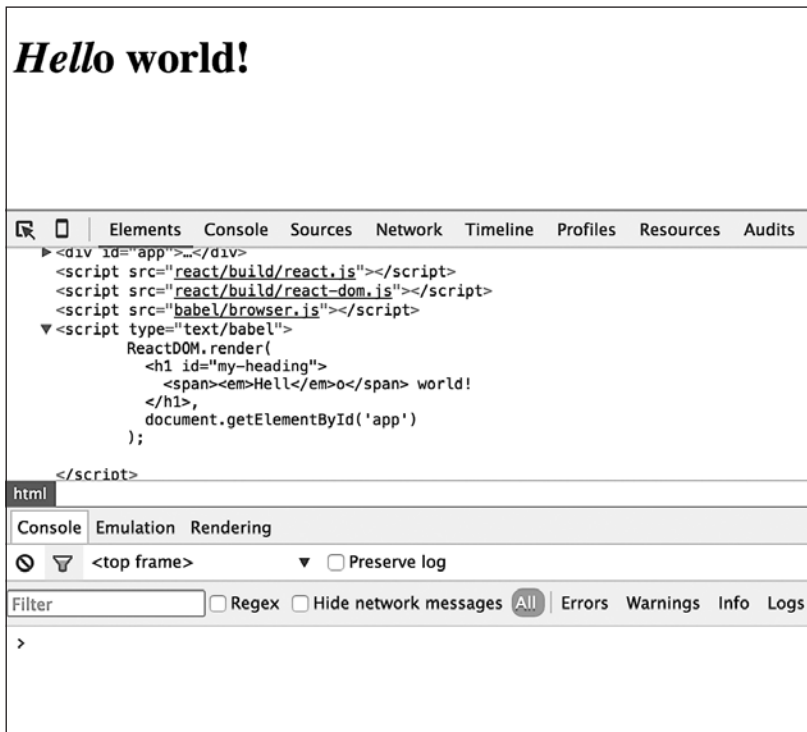 Hello world!
Elements Console Sources Network Timeline Profiles Resources Audits
▶<div id="app">…</div>
<script src="react/build/react.js"></script>
<script src="react/build/react-dom.js"></script>
<script src="babel/browser.js"></script>
▼<script type="text/babel">
ReactDOM.render(
<h1 id="my-heading">
<span><em>Hell</em>o</span> world!
</h1>,
document.getElementById('app')
);
</script>
html
Console Emulation Rendering
<top frame> ▼ Preserve log
Filter Regex Hide network messages All Errors Warnings Info Logs
>